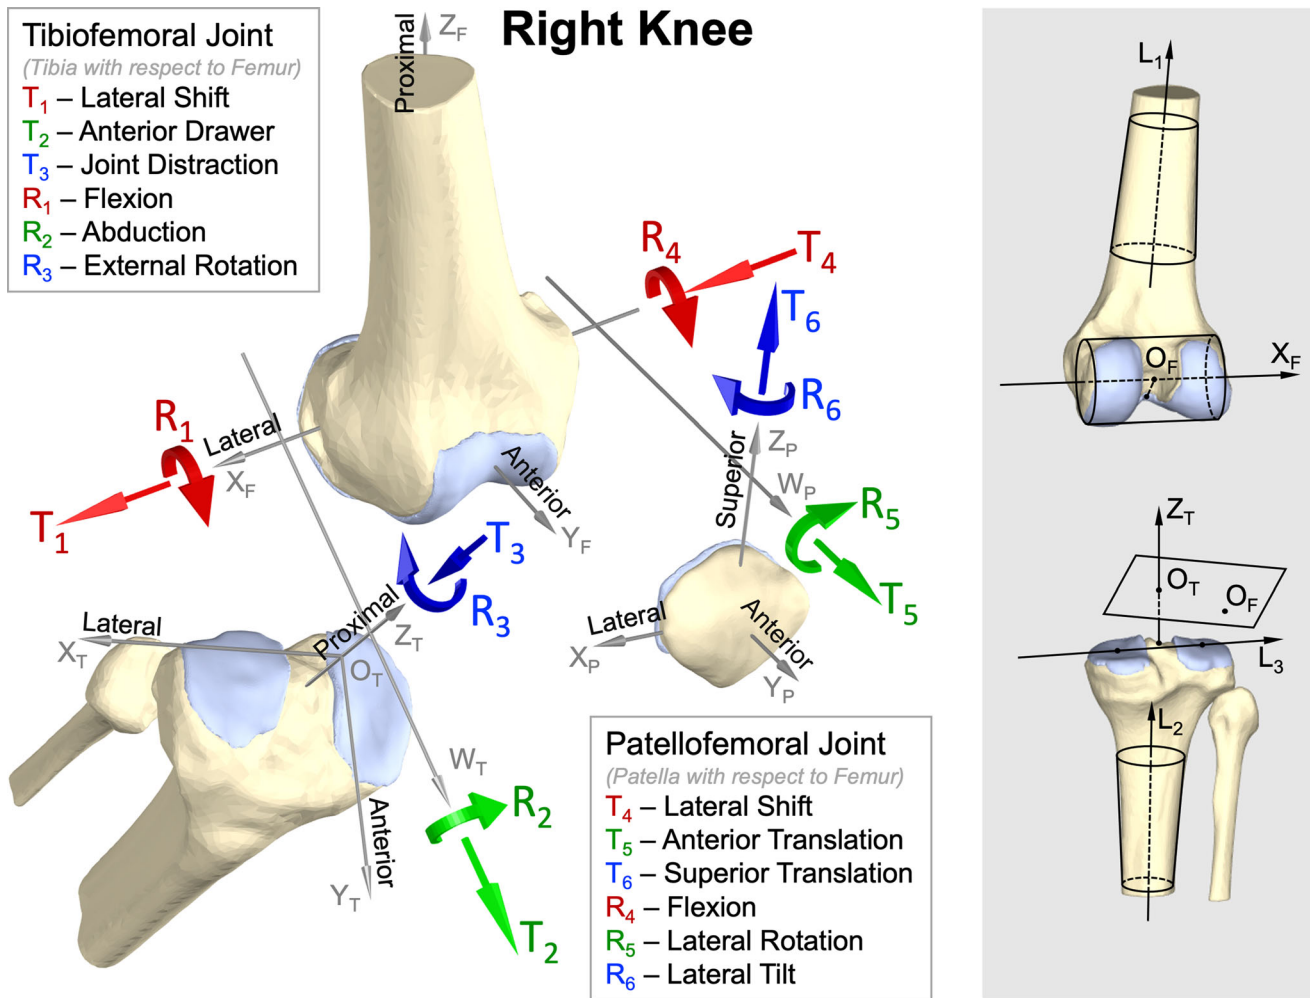 Right Knee
Tibiofemoral Joint
(Tibia with respect to Femur)
T1 – Lateral Shift
T2 – Anterior Drawer
T3 – Joint Distraction
R1 – Flexion
R2 – Abduction
R3 – External Rotation
Proximal
ZF
R4
T4
T6
R6
R1
Lateral
XF
T1
Anterior
YF
Superior
ZP
WP
R5
T5
T3
R3
Proximal
ZT
Lateral
XT
OT
Lateral
XP
Anterior
YP
WT
R2
Anterior
YT
T2
Patellofemoral Joint
(Patella with respect to Femur)
T4 – Lateral Shift
T5 – Anterior Translation
T6 – Superior Translation
R4 – Flexion
R5 – Lateral Rotation
R6 – Lateral Tilt
L1
OF
XF
ZT
OT
OF
L3
L2